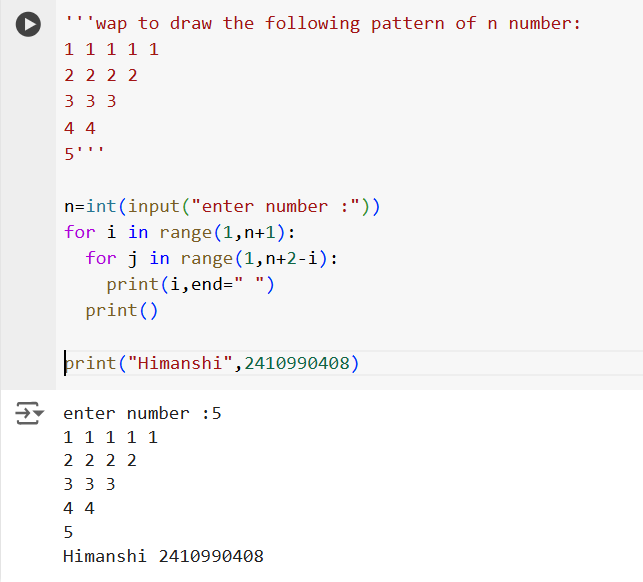 '''wap to draw the following pattern of n number:
1 1 1 1 1
2 2 2 2
3 3 3
4 4
5'''
n=int(input("enter number :"))
for i in range(1,n+1):
  for j in range(1,n+2-i):
    print(i,end=" ")
  print()
print("Himanshi",2410990408)
enter number :5
1 1 1 1 1
2 2 2 2
3 3 3
4 4
5
Himanshi 2410990408